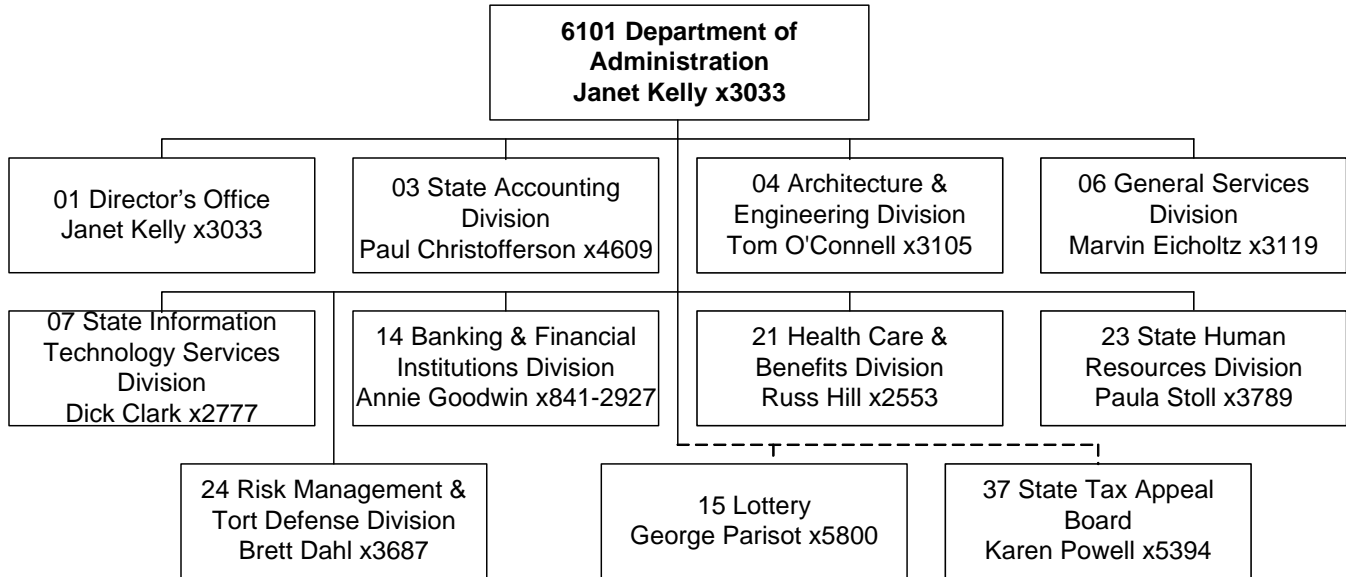 6101 Department of
Administration
Janet Kelly x3033
01 Director's Office
Janet Kelly x3033
03 State Accounting
Division
Paul Christofferson x4609
04 Architecture &
Engineering Division
Tom O'Connell x3105
06 General Services
Division
Marvin Eicholtz x3119
07 State Information
Technology Services
Division
Dick Clark x2777
14 Banking & Financial
Institutions Division
Annie Goodwin x841-2927
21 Health Care &
Benefits Division
Russ Hill x2553
23 State Human
Resources Division
Paula Stoll x3789
24 Risk Management &
Tort Defense Division
Brett Dahl x3687
15 Lottery
George Parisot x5800
37 State Tax Appeal
Board
Karen Powell x5394